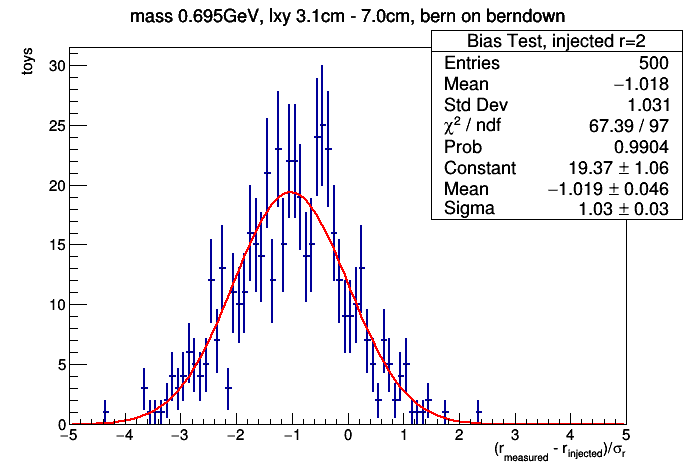 mass 0.695GeV, lxy 3.1cm - 7.0cm, bern on berndown
Bias Test, injected r=2
Entries 500
Mean −1.018
Std Dev 1.031
χ² / ndf 67.39 / 97
Prob 0.9904
Constant 19.37 ± 1.06
Mean −1.019 ± 0.046
Sigma 1.03 ± 0.03
toys
30
25
20
15
10
5
0
−5 −4 −3 −2 −1 0 1 2 3 4 5
(r_measured - r_injected)/σ_r